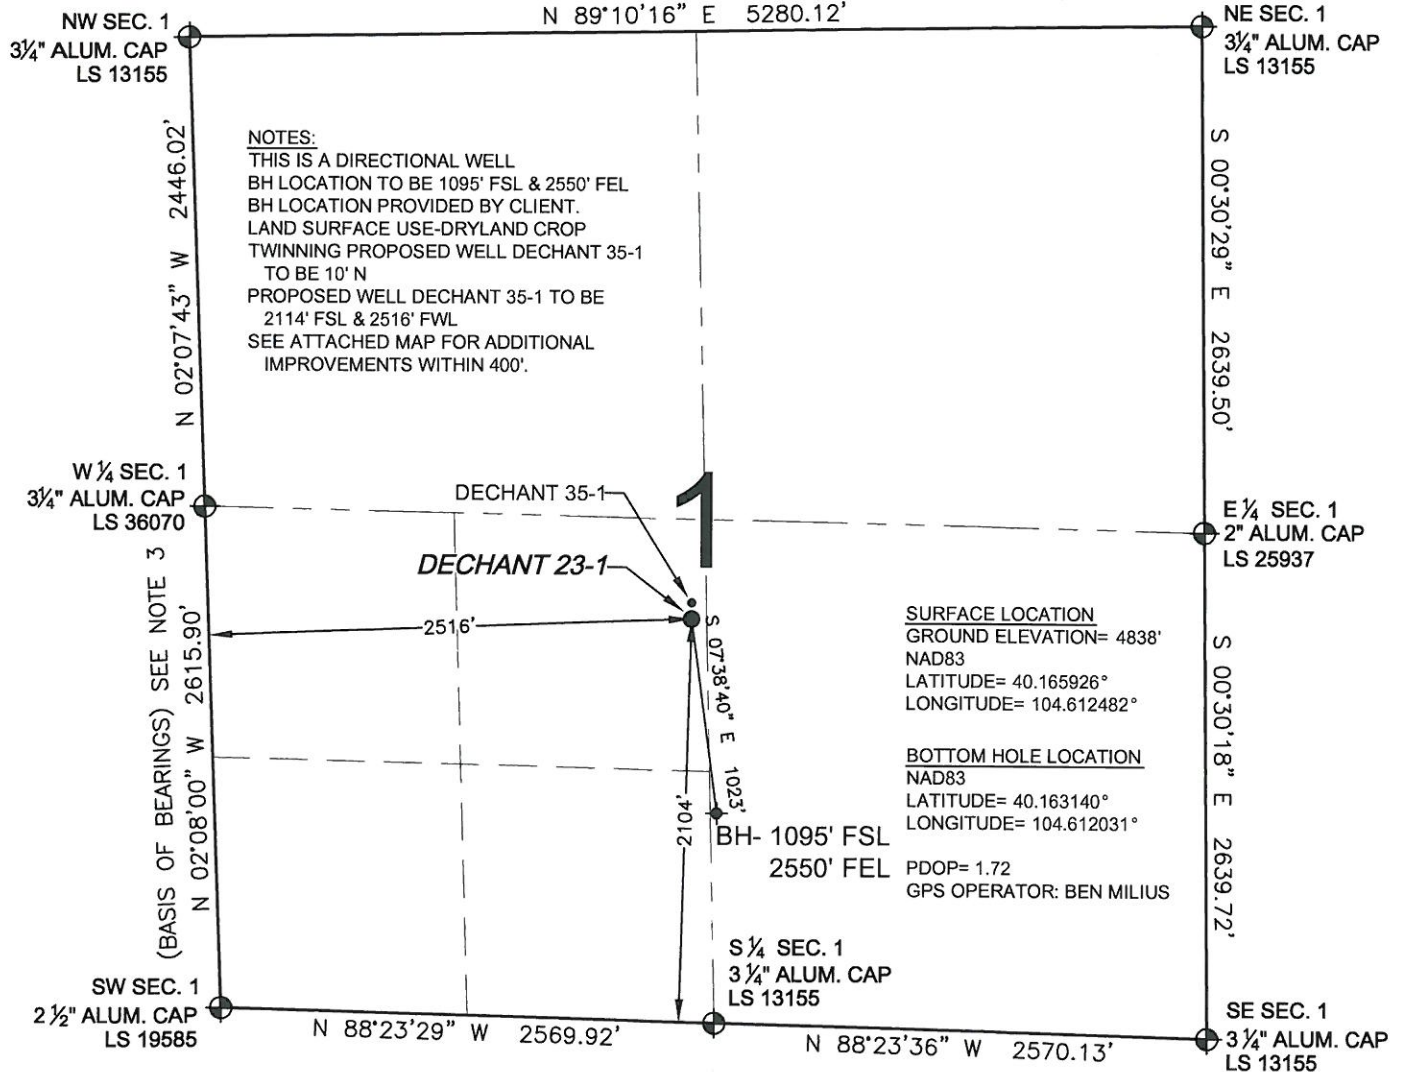 N 89°10'16" E 5280.12'
NW SEC. 1
3¼" ALUM. CAP
LS 13155
NE SEC. 1
3¼" ALUM. CAP
LS 13155
N 02°07'43" W 2446.02'
NOTES:
THIS IS A DIRECTIONAL WELL
BH LOCATION TO BE 1095' FSL & 2550' FEL
BH LOCATION PROVIDED BY CLIENT.
LAND SURFACE USE-DRYLAND CROP
TWINNING PROPOSED WELL DECHANT 35-1
TO BE 10' N
PROPOSED WELL DECHANT 35-1 TO BE
2114' FSL & 2516' FWL
SEE ATTACHED MAP FOR ADDITIONAL
IMPROVEMENTS WITHIN 400'.
S 00°30'29" E 2639.50'
W ¼ SEC. 1
3¼" ALUM. CAP
LS 36070
DECHANT 35-1
1
DECHANT 23-1
E ¼ SEC. 1
2" ALUM. CAP
LS 25937
(BASIS OF BEARINGS) SEE NOTE 3
N 02°08'00" W 2615.90'
2516'
S 07°38'40" E 1023'
2104'
SURFACE LOCATION
GROUND ELEVATION= 4838'
NAD83
LATITUDE= 40.165926°
LONGITUDE= 104.612482°
BOTTOM HOLE LOCATION
NAD83
LATITUDE= 40.163140°
LONGITUDE= 104.612031°
PDOP= 1.72
GPS OPERATOR: BEN MILIUS
BH- 1095' FSL
2550' FEL
S 00°30'18" E 2639.72'
SW SEC. 1
2 ½" ALUM. CAP
LS 19585
N 88°23'29" W 2569.92'
S ¼ SEC. 1
3 ¼" ALUM. CAP
LS 13155
N 88°23'36" W 2570.13'
SE SEC. 1
3 ¼" ALUM. CAP
LS 13155